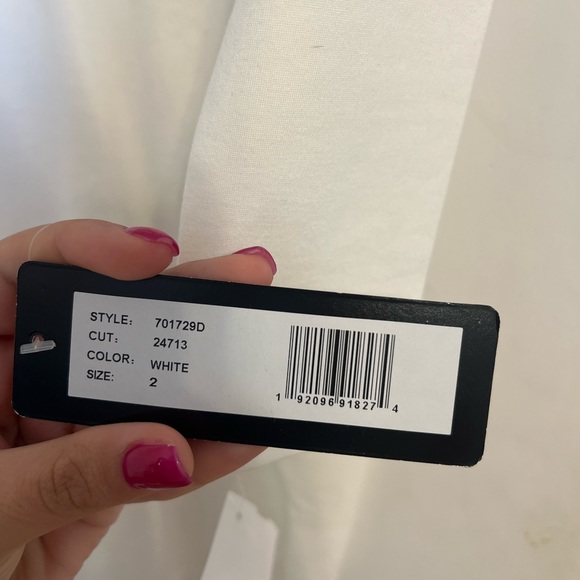 STYLE: 701729D
CUT: 24713
COLOR: WHITE
SIZE: 2
1 92096 91827 4